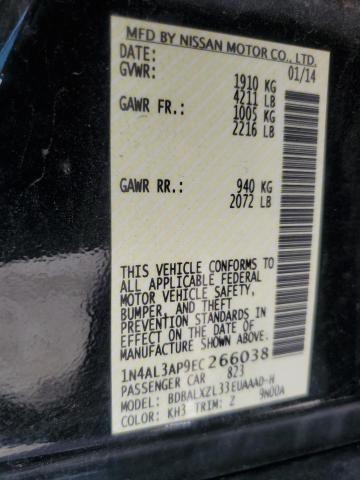 MFD BY NISSAN MOTOR CO., LTD.
DATE: 01/14
GVWR: 1910 KG
4211 LB
GAWR FR.: 1005 KG
2216 LB
GAWR RR.: 940 KG
2072 LB
THIS VEHICLE CONFORMS TO
ALL APPLICABLE FEDERAL
MOTOR VEHICLE SAFETY,
BUMPER, AND THEFT
PREVENTION STANDARDS IN
EFFECT ON THE DATE OF
MANUFACTURE SHOWN ABOVE.
1N4AL3AP9EC266038
PASSENGER CAR 823
MODEL: BDBALXZL33EUAAAD-H
COLOR: KH3 TRIM: Z 9N00A